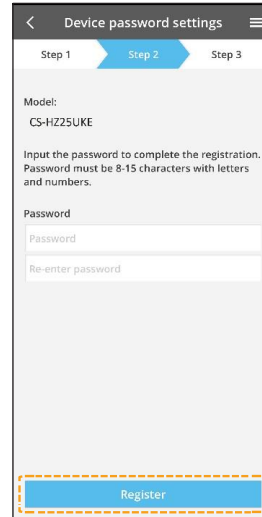 Device password settings
Step 1
Step 2
Step 3
Model:
CS-HZ25UKE
Input the password to complete the registration.
Password must be 8-15 characters with letters
and numbers.
Password
Password
Re-enter password
Register